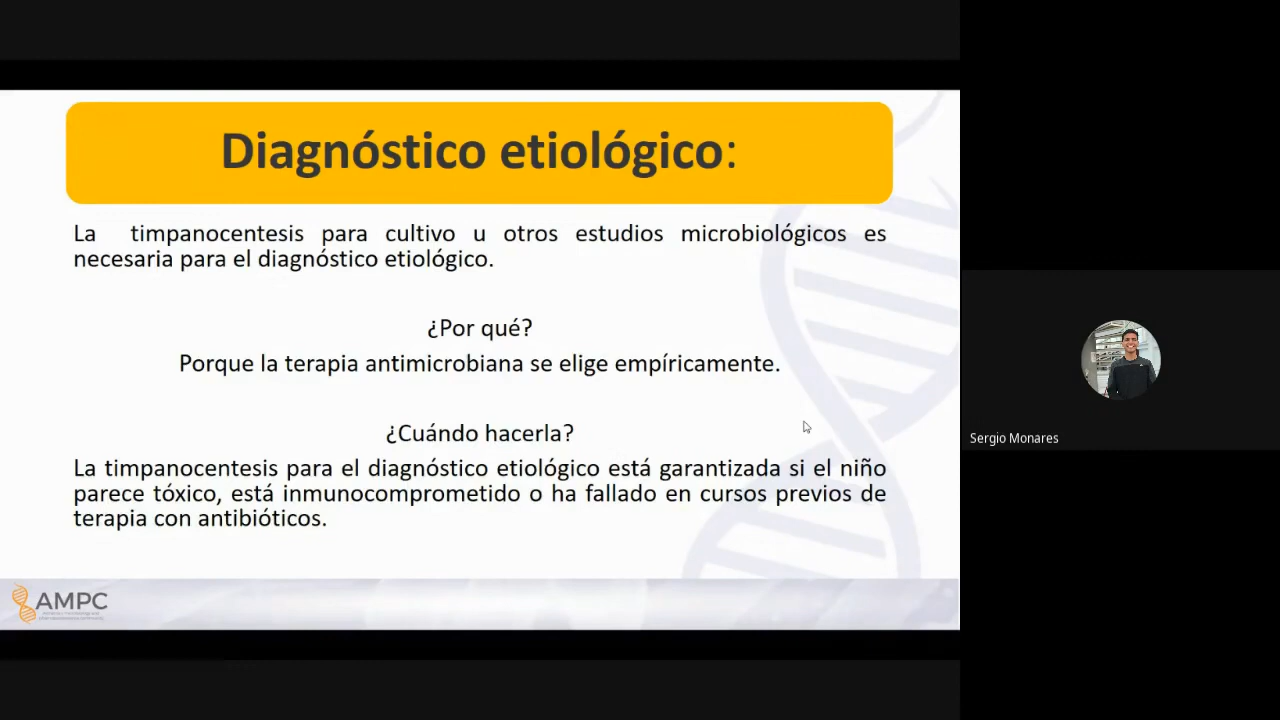 Diagnóstico etiológico:
La timpanocentesis para cultivo u otros estudios microbiológicos es
necesaria para el diagnóstico etiológico.
¿Por qué?
Porque la terapia antimicrobiana se elige empíricamente.
¿Cuándo hacerla?
La timpanocentesis para el diagnóstico etiológico está garantizada si el niño
parece tóxico, está inmunocomprometido o ha fallado en cursos previos de
terapia con antibióticos.
AMPC
Sergio Monares